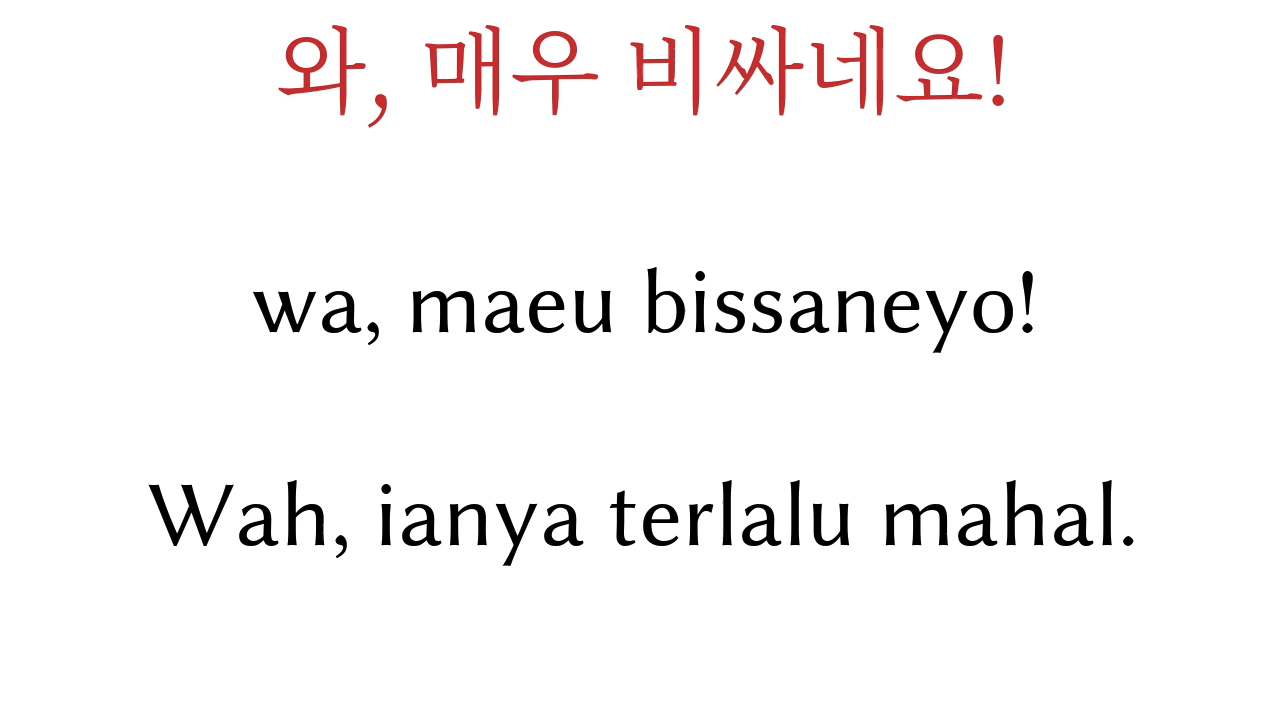 와, 매우 비싸네요!
wa, maeu bissaneyo!
Wah, ianya terlalu mahal.